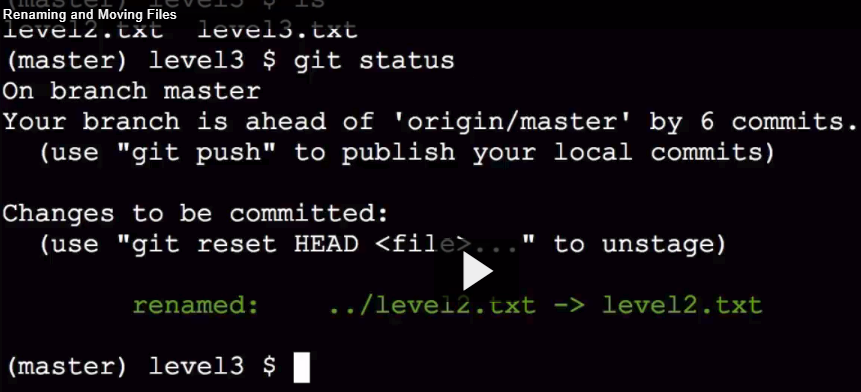 Renaming and Moving Files
level2.txt  level3.txt
(master) level3 $ git status
On branch master
Your branch is ahead of 'origin/master' by 6 commits.
  (use "git push" to publish your local commits)
Changes to be committed:
  (use "git reset HEAD <file>..." to unstage)
        renamed:    ../level2.txt -> level2.txt
(master) level3 $